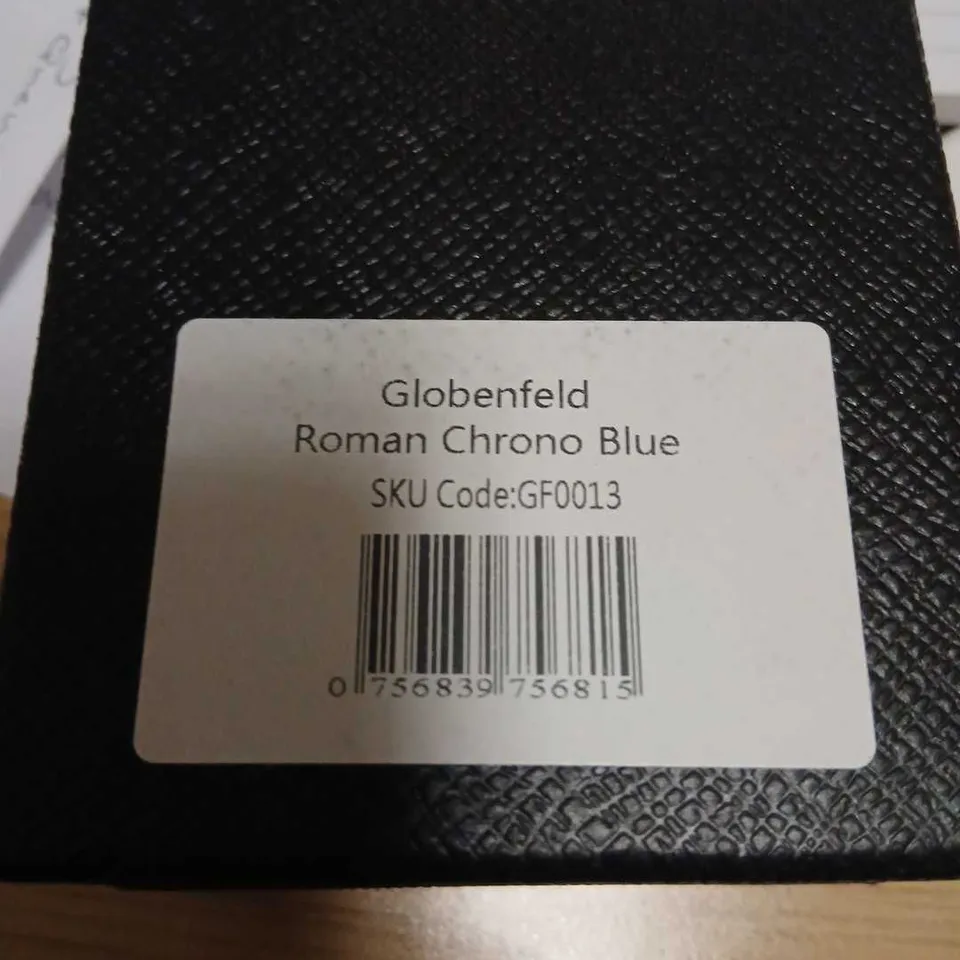 Globenfeld
Roman Chrono Blue
SKU Code:GF0013
0 756839 756815